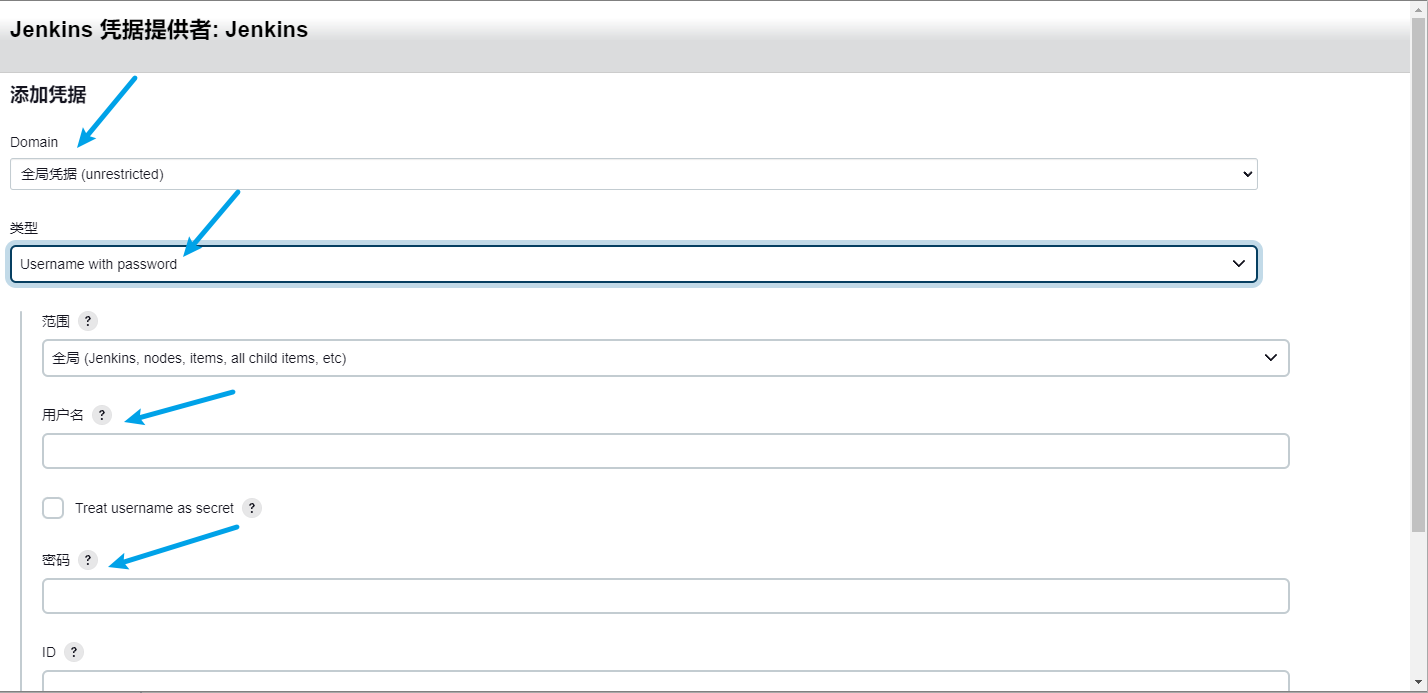 Jenkins 凭据提供者: Jenkins
添加凭据
Domain
全局凭据 (unrestricted)
类型
Username with password
范围 ?
全局 (Jenkins, nodes, items, all child items, etc)
用户名 ?
Treat username as secret ?
密码 ?
ID ?